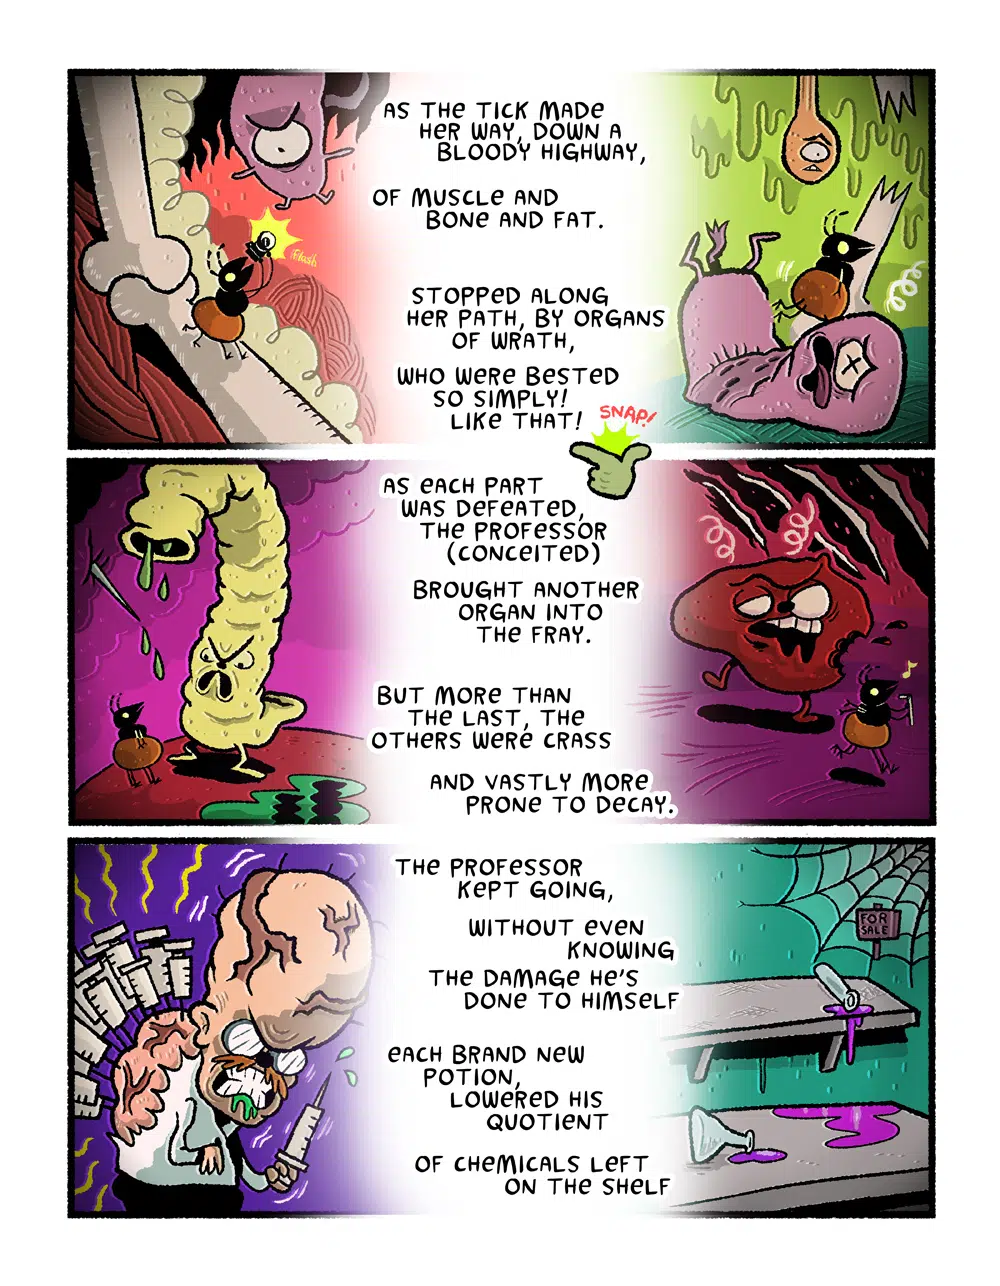 AS THE TICK MADE
HER WAY, DOWN A
BLOODY HIGHWAY,
OF MUSCLE AND
BONE AND FAT.
Flash
STOPPED ALONG
HER PATH, BY ORGANS
OF WRATH,
WHO WERE BESTED
SO SIMPLY!
LIKE THAT!
SNAP!
AS EACH PART
WAS DEFEATED,
THE PROFESSOR
(CONCEITED)
BROUGHT ANOTHER
ORGAN INTO
THE FRAY.
BUT MORE THAN
THE LAST, THE
OTHERS WERE CRASS
AND VASTLY MORE
PRONE TO DECAY.
THE PROFESSOR
KEPT GOING,
WITHOUT EVEN
KNOWING
THE DAMAGE HE'S
DONE TO HIMSELF
EACH BRAND NEW
POTION,
LOWERED HIS
QUOTIENT
OF CHEMICALS LEFT
ON THE SHELF
FOR
SALE